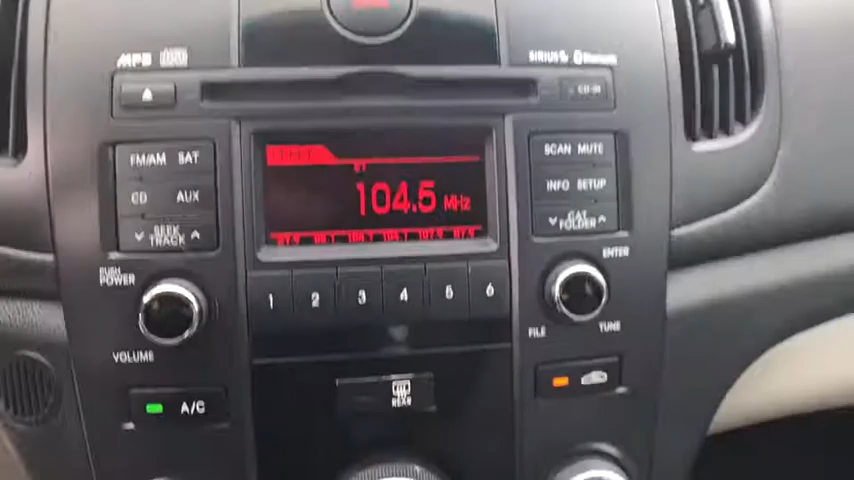 MP3
SIRIUS Bluetooth
CD-IN
FM/AM SAT
SCAN MUTE
CD AUX
INFO SETUP
SEEK
TRACK
CAT
FOLDER
ST
104.5 MHz
PUSH
POWER
ENTER
1 2 3 4 5 6
VOLUME
FILE
TUNE
A/C
REAR